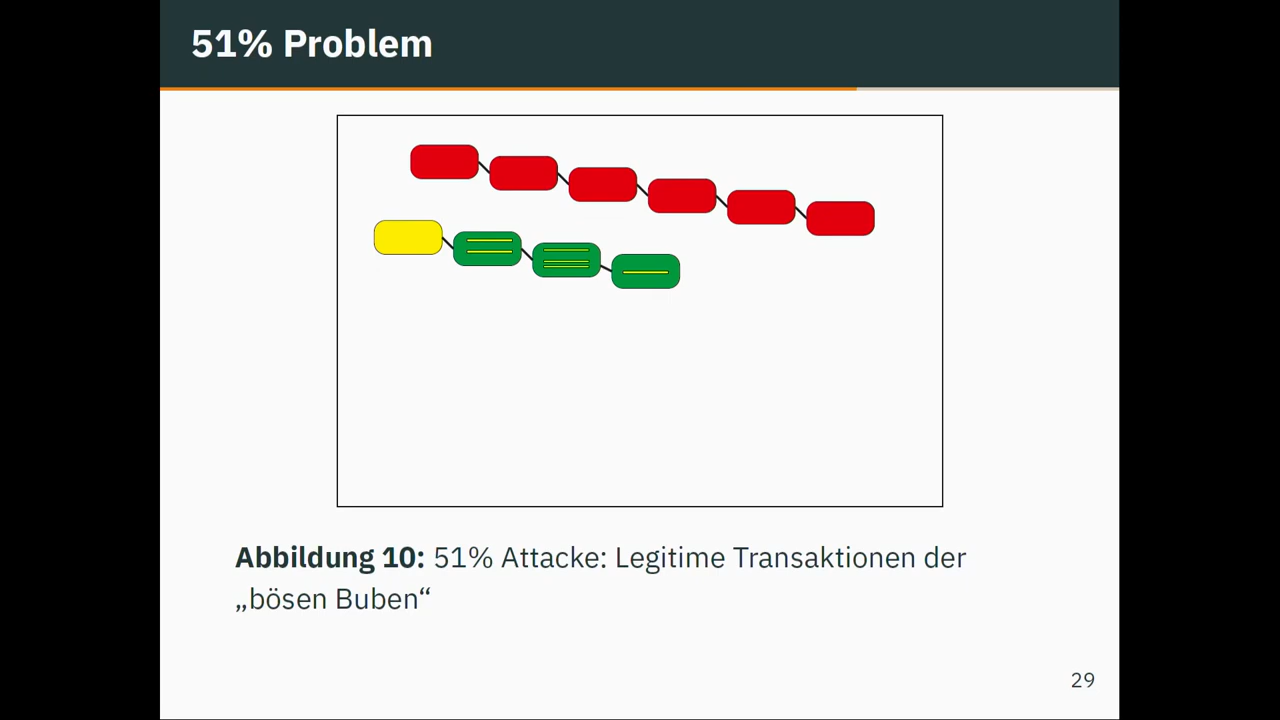 51% Problem
Abbildung 10: 51% Attacke: Legitime Transaktionen der
„bösen Buben“
29